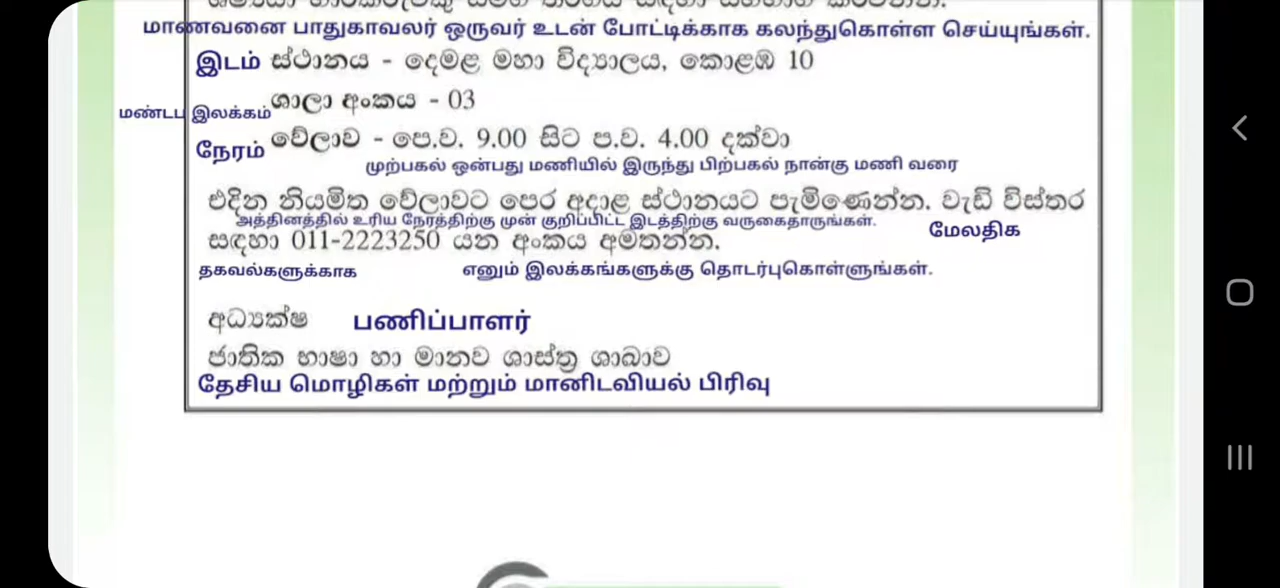 மாணவனை பாதுகாவலர் ஒருவர் உடன் போட்டிக்காக கலந்துகொள்ள செய்யுங்கள்.
இடம் ස්ථානය - දෙමළ මහා විද්‍යාලය, කොළඹ 10
மண்டப இலக்கம் ශාලා අංකය - 03
நேரம் වේලාව - පෙ.ව. 9.00 සිට ප.ව. 4.00 දක්වා
முற்பகல் ஒன்பது மணியில் இருந்து பிற்பகல் நான்கு மணி வரை
එදින නියමිත වේලාවට පෙර අදාළ ස්ථානයට පැමිණෙන්න. වැඩි විස්තර
அத்தினத்தில் உரிய நேரத்திற்கு முன் குறிப்பிட்ட இடத்திற்கு வருகைதாருங்கள். மேலதிக
සඳහා 011-2223250 යන අංකය අමතන්න.
தகவல்களுக்காக எனும் இலக்கங்களுக்கு தொடர்புகொள்ளுங்கள்.
අධ්‍යක්ෂ பணிப்பாளர்
ජාතික භාෂා හා මානව ශාස්ත්‍ර ශාඛාව
தேசிய மொழிகள் மற்றும் மானிடவியல் பிரிவு